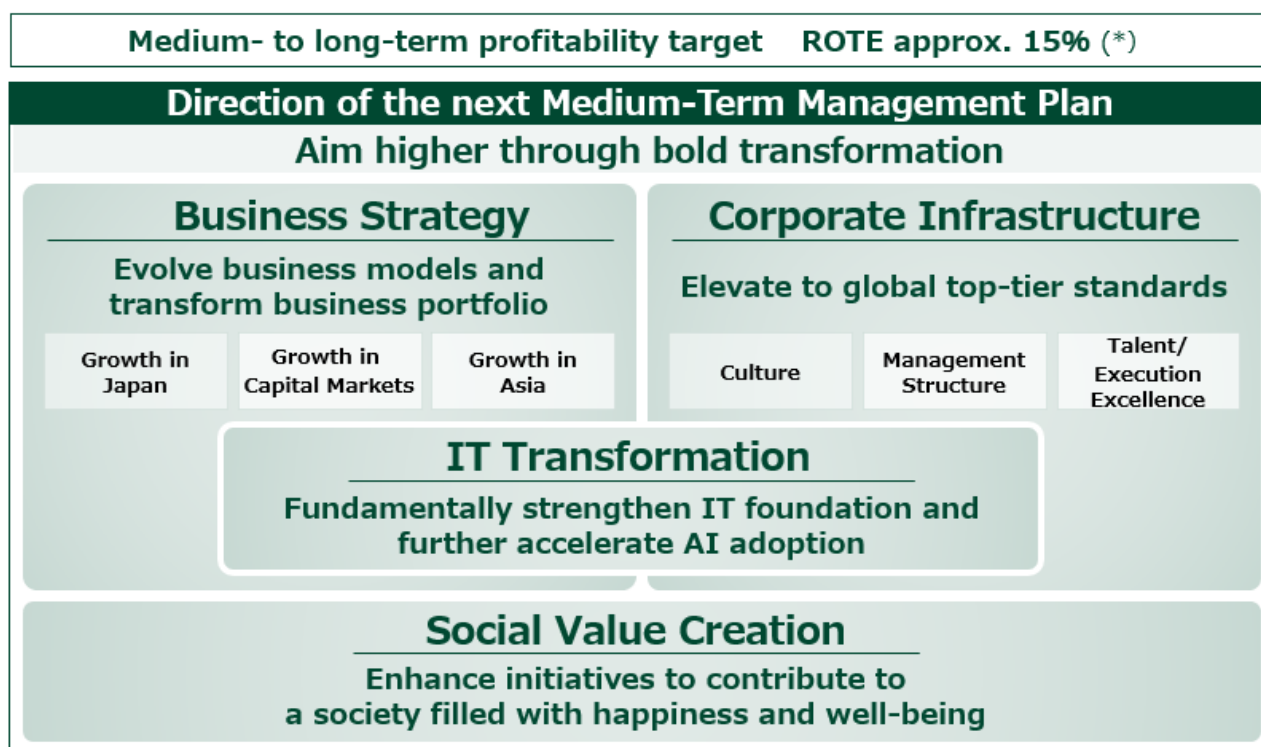 Medium- to long-term profitability target ROTE approx. 15% (*)
Direction of the next Medium-Term Management Plan
Aim higher through bold transformation
Business Strategy
Evolve business models and
transform business portfolio
Growth in
Japan
Growth in
Capital Markets
Growth in
Asia
Corporate Infrastructure
Elevate to global top-tier standards
Culture
Management
Structure
Talent/
Execution
Excellence
IT Transformation
Fundamentally strengthen IT foundation and
further accelerate AI adoption
Social Value Creation
Enhance initiatives to contribute to
a society filled with happiness and well-being